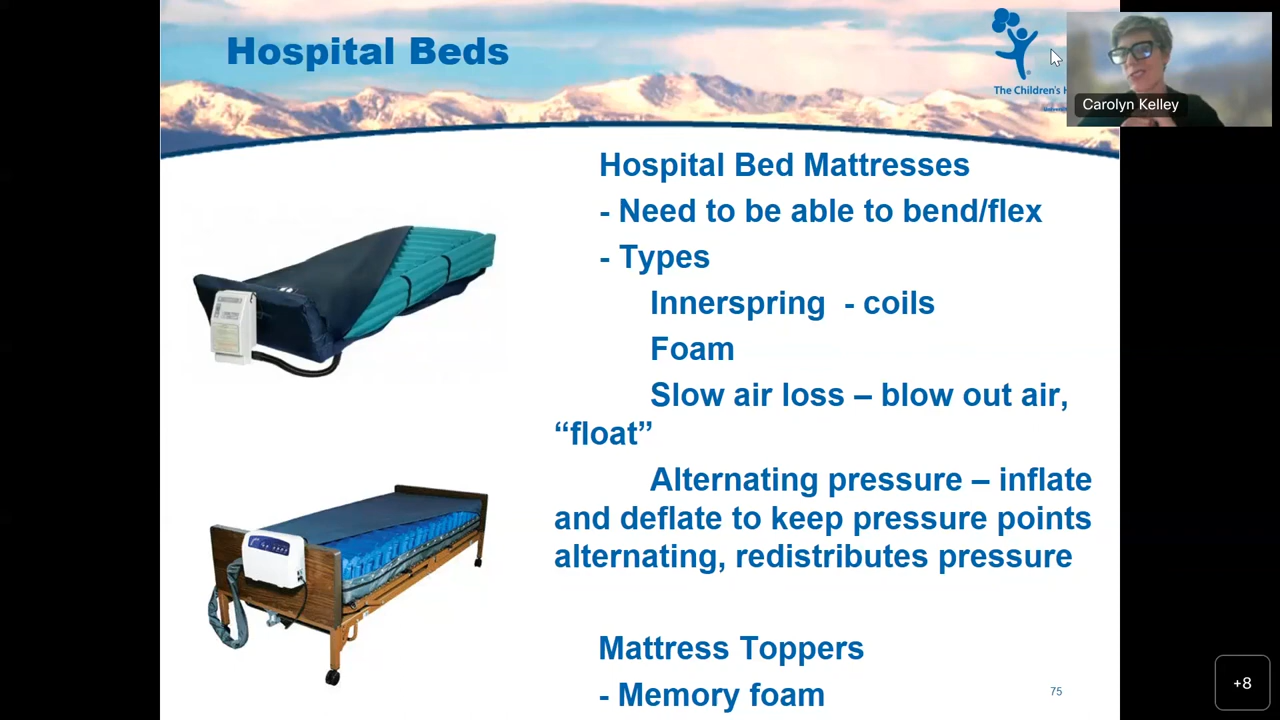 Hospital Beds
The Children's H
Carolyn Kelley
Hospital Bed Mattresses
- Need to be able to bend/flex
- Types
Innerspring - coils
Foam
Slow air loss – blow out air,
“float”
Alternating pressure – inflate
and deflate to keep pressure points
alternating, redistributes pressure
Mattress Toppers
- Memory foam
75
+8